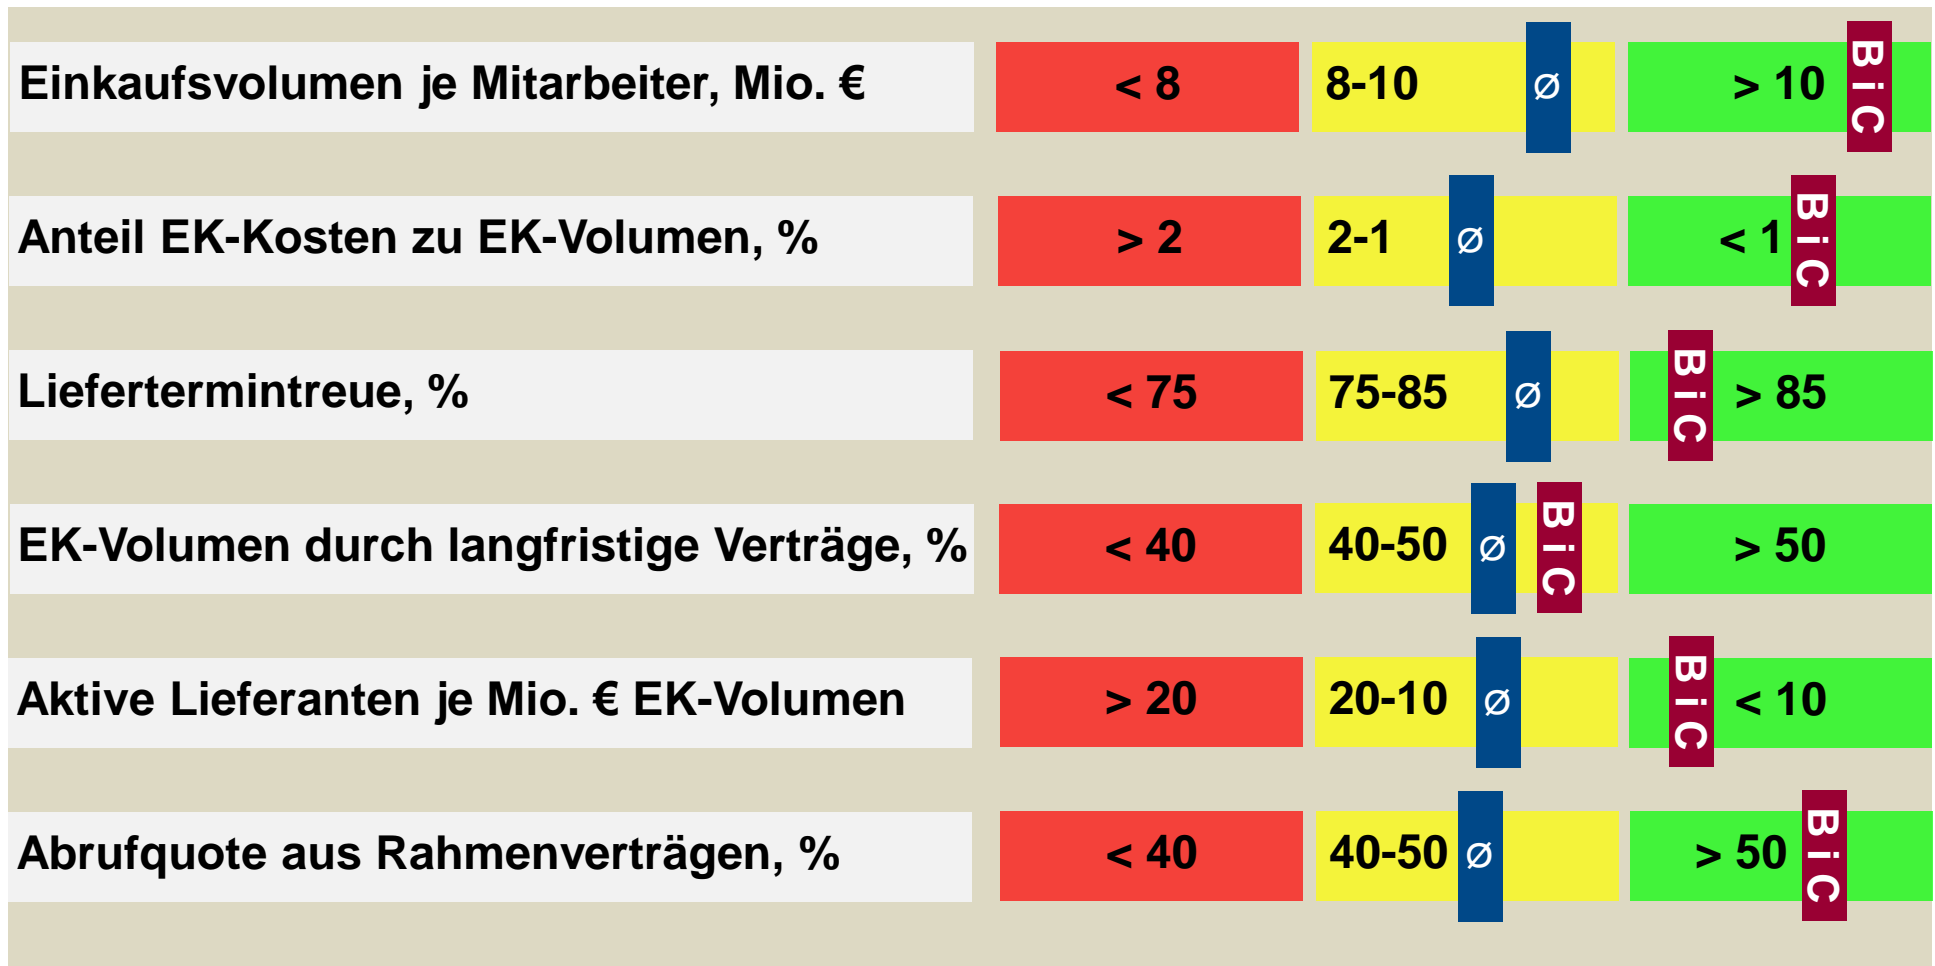 Einkaufsvolumen je Mitarbeiter, Mio. € < 8 8-10 Ø > 10 BiC
Anteil EK-Kosten zu EK-Volumen, % > 2 2-1 Ø < 1 BiC
Liefertermintreue, % < 75 75-85 Ø BiC > 85
EK-Volumen durch langfristige Verträge, % < 40 40-50 Ø BiC > 50
Aktive Lieferanten je Mio. € EK-Volumen > 20 20-10 Ø BiC < 10
Abrufquote aus Rahmenverträgen, % < 40 40-50 Ø > 50 BiC